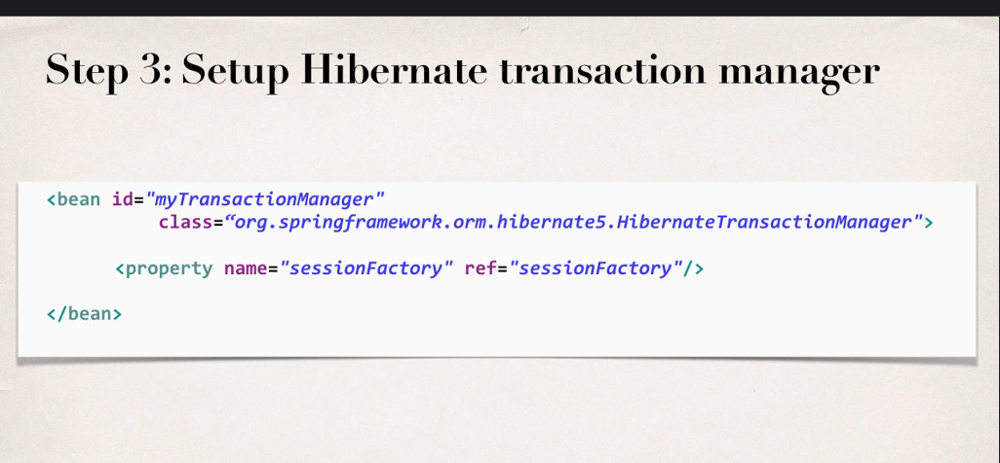 Step 3: Setup Hibernate transaction manager
<bean id="myTransactionManager"
class=“org.springframework.orm.hibernate5.HibernateTransactionManager">
<property name="sessionFactory" ref="sessionFactory"/>
</bean>